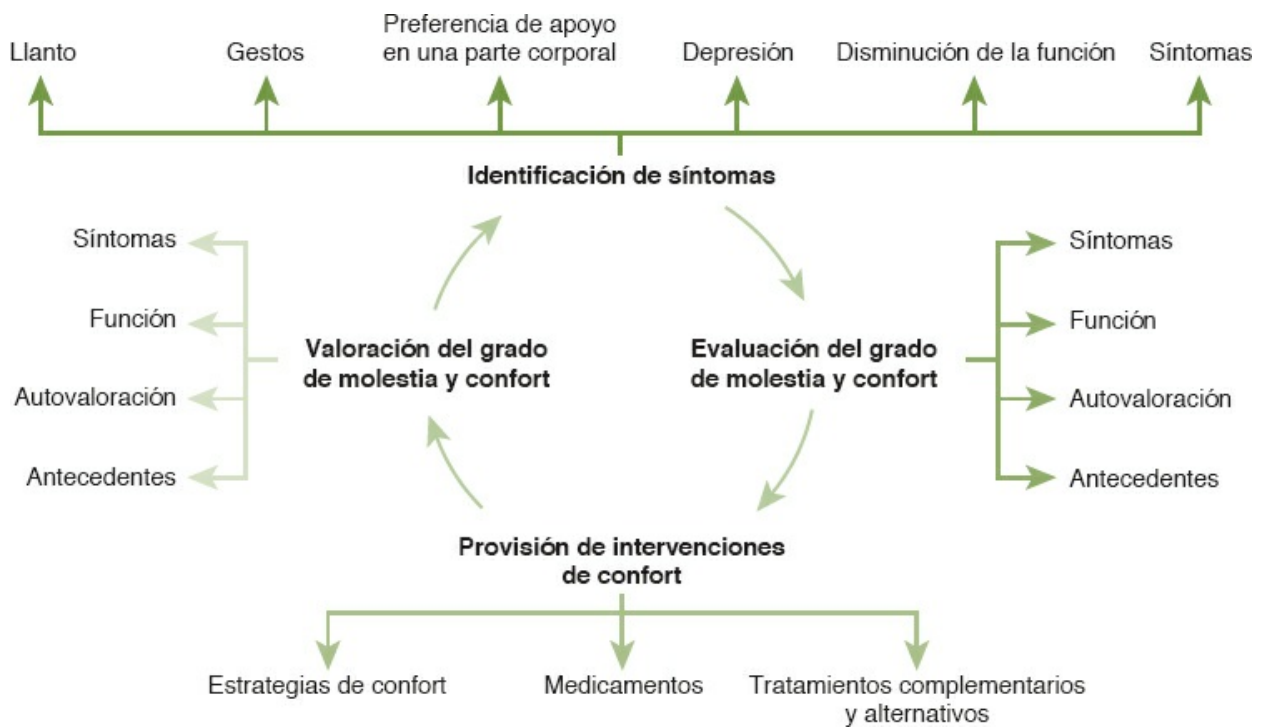 Llanto
Gestos
Preferencia de apoyo
en una parte corporal
Depresión
Disminución de la función
Síntomas
Identificación de síntomas
Síntomas
Función
Autovaloración
Antecedentes
Valoración del grado
de molestia y confort
Evaluación del grado
de molestia y confort
Síntomas
Función
Autovaloración
Antecedentes
Provisión de intervenciones
de confort
Estrategias de confort
Medicamentos
Tratamientos complementarios
y alternativos